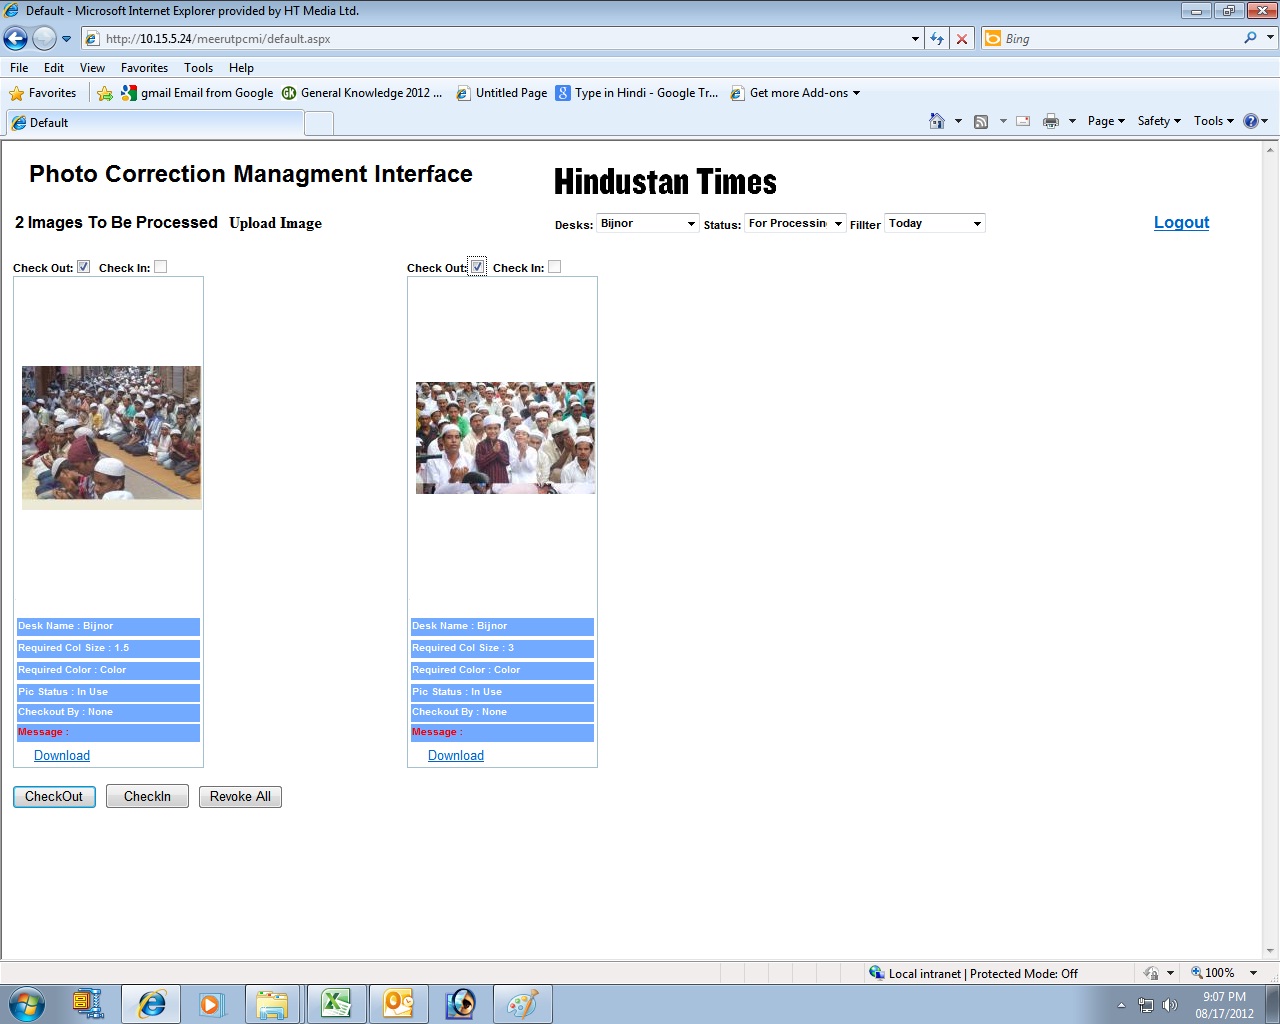 Default - Microsoft Internet Explorer provided by HT Media Ltd.
http://10.15.5.24/meerutpcmi/default.aspx
Bing
File Edit View Favorites Tools Help
Favorites gmail Email from Google GK General Knowledge 2012 ... Untitled Page 8 Type in Hindi - Google Tr... Get more Add-ons
Default
Page Safety Tools
Photo Correction Managment Interface
Hindustan Times
2 Images To Be Processed Upload Image
Desks: Bijnor Status: For Processin Fillter Today
Logout
Check Out: Check In:
Check Out: Check In:
Desk Name : Bijnor
Required Col Size : 1.5
Required Color : Color
Pic Status : In Use
Checkout By : None
Message :
Download
Desk Name : Bijnor
Required Col Size : 3
Required Color : Color
Pic Status : In Use
Checkout By : None
Message :
Download
CheckOut CheckIn Revoke All
Local intranet | Protected Mode: Off
100%
9:07 PM
08/17/2012